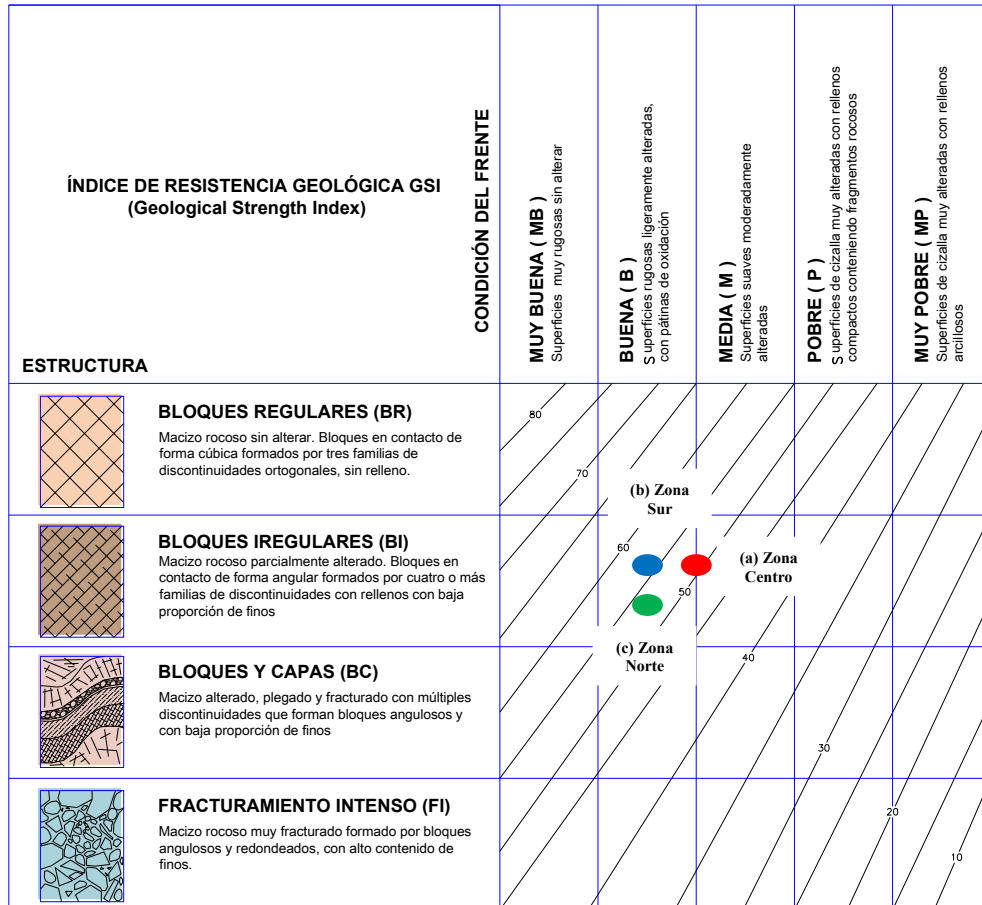 ÍNDICE DE RESISTENCIA GEOLÓGICA GSI
(Geological Strength Index)
CONDICIÓN DEL FRENTE
MUY BUENA ( MB )
Superficies muy rugosas sin alterar
BUENA ( B )
Superficies rugosas ligeramente alteradas,
con pátinas de oxidación
MEDIA ( M )
Superficies suaves moderadamente
alteradas
POBRE ( P )
Superficies de cizalla muy alteradas con rellenos
compactos conteniendo fragmentos rocosos
MUY POBRE ( MP )
Superficies de cizalla muy alteradas con rellenos
arcillosos
ESTRUCTURA
BLOQUES REGULARES (BR)
Macizo rocoso sin alterar. Bloques en contacto de
forma cúbica formados por tres familias de
discontinuidades ortogonales, sin relleno.
80
70
(b) Zona
Sur
BLOQUES IREGULARES (BI)
Macizo rocoso parcialmente alterado. Bloques en
contacto de forma angular formados por cuatro o más
familias de discontinuidades con rellenos con baja
proporción de finos
60
50
(a) Zona
Centro
(c) Zona
Norte
BLOQUES Y CAPAS (BC)
Macizo alterado, plegado y fracturado con múltiples
discontinuidades que forman bloques angulosos y
con baja proporción de finos
40
30
FRACTURAMIENTO INTENSO (FI)
Macizo rocoso muy fracturado formado por bloques
angulosos y redondeados, con alto contenido de
finos.
20
10